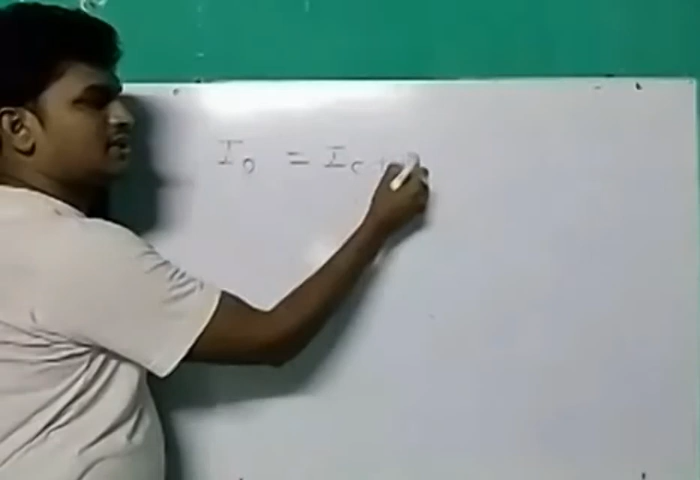 I₀ = I_C +